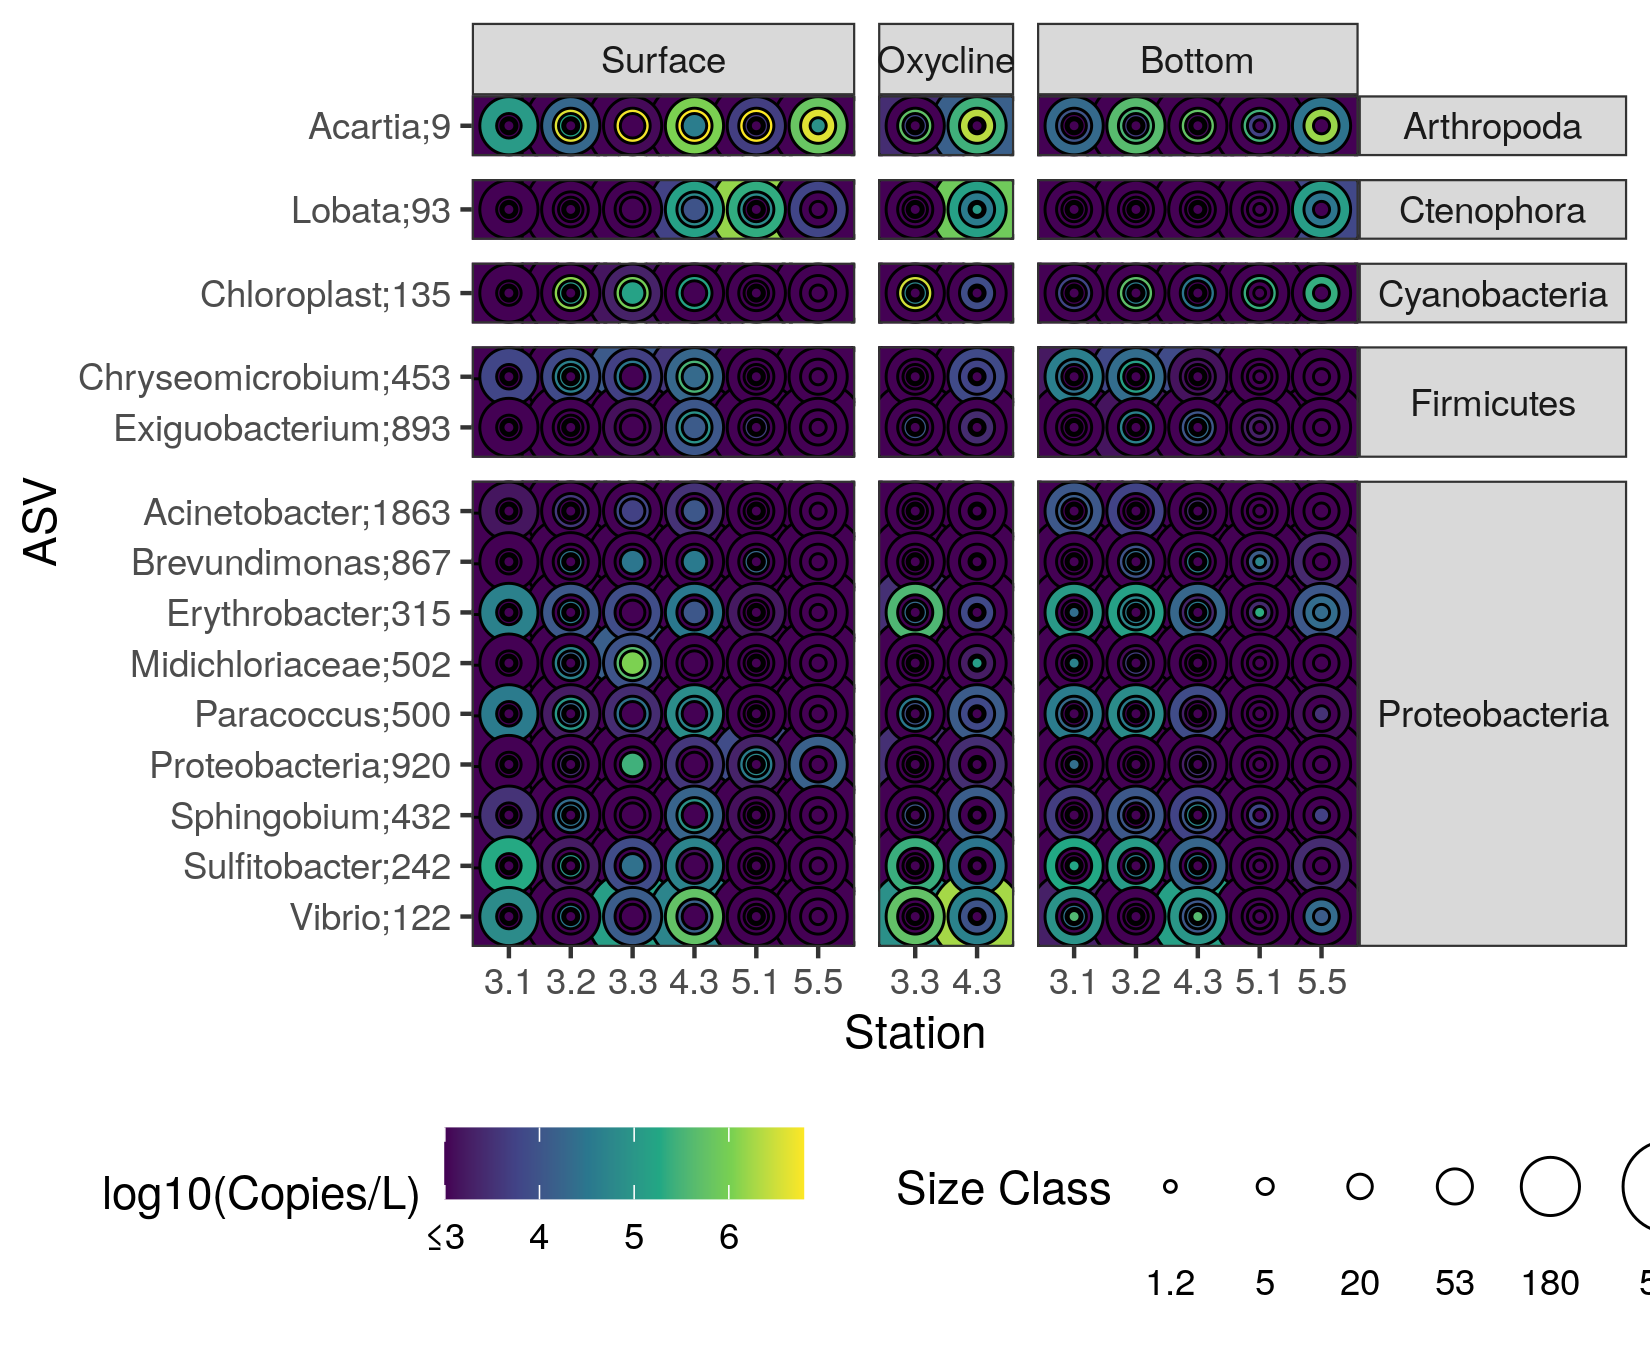 Surface Oxycline Bottom
Acartia;9 Arthropoda
Lobata;93 Ctenophora
Chloroplast;135 Cyanobacteria
Chryseomicrobium;453
Firmicutes
Exiguobacterium;893
ASV
Acinetobacter;1863
Brevundimonas;867
Erythrobacter;315
Midichloriaceae;502
Paracoccus;500 Proteobacteria
Proteobacteria;920
Sphingobium;432
Sulfitobacter;242
Vibrio;122
3.1 3.2 3.3 4.3 5.1 5.5 3.3 4.3 3.1 3.2 4.3 5.1 5.5
Station
log10(Copies/L)
≤3 4 5 6
Size Class
1.2 5 20 53 180